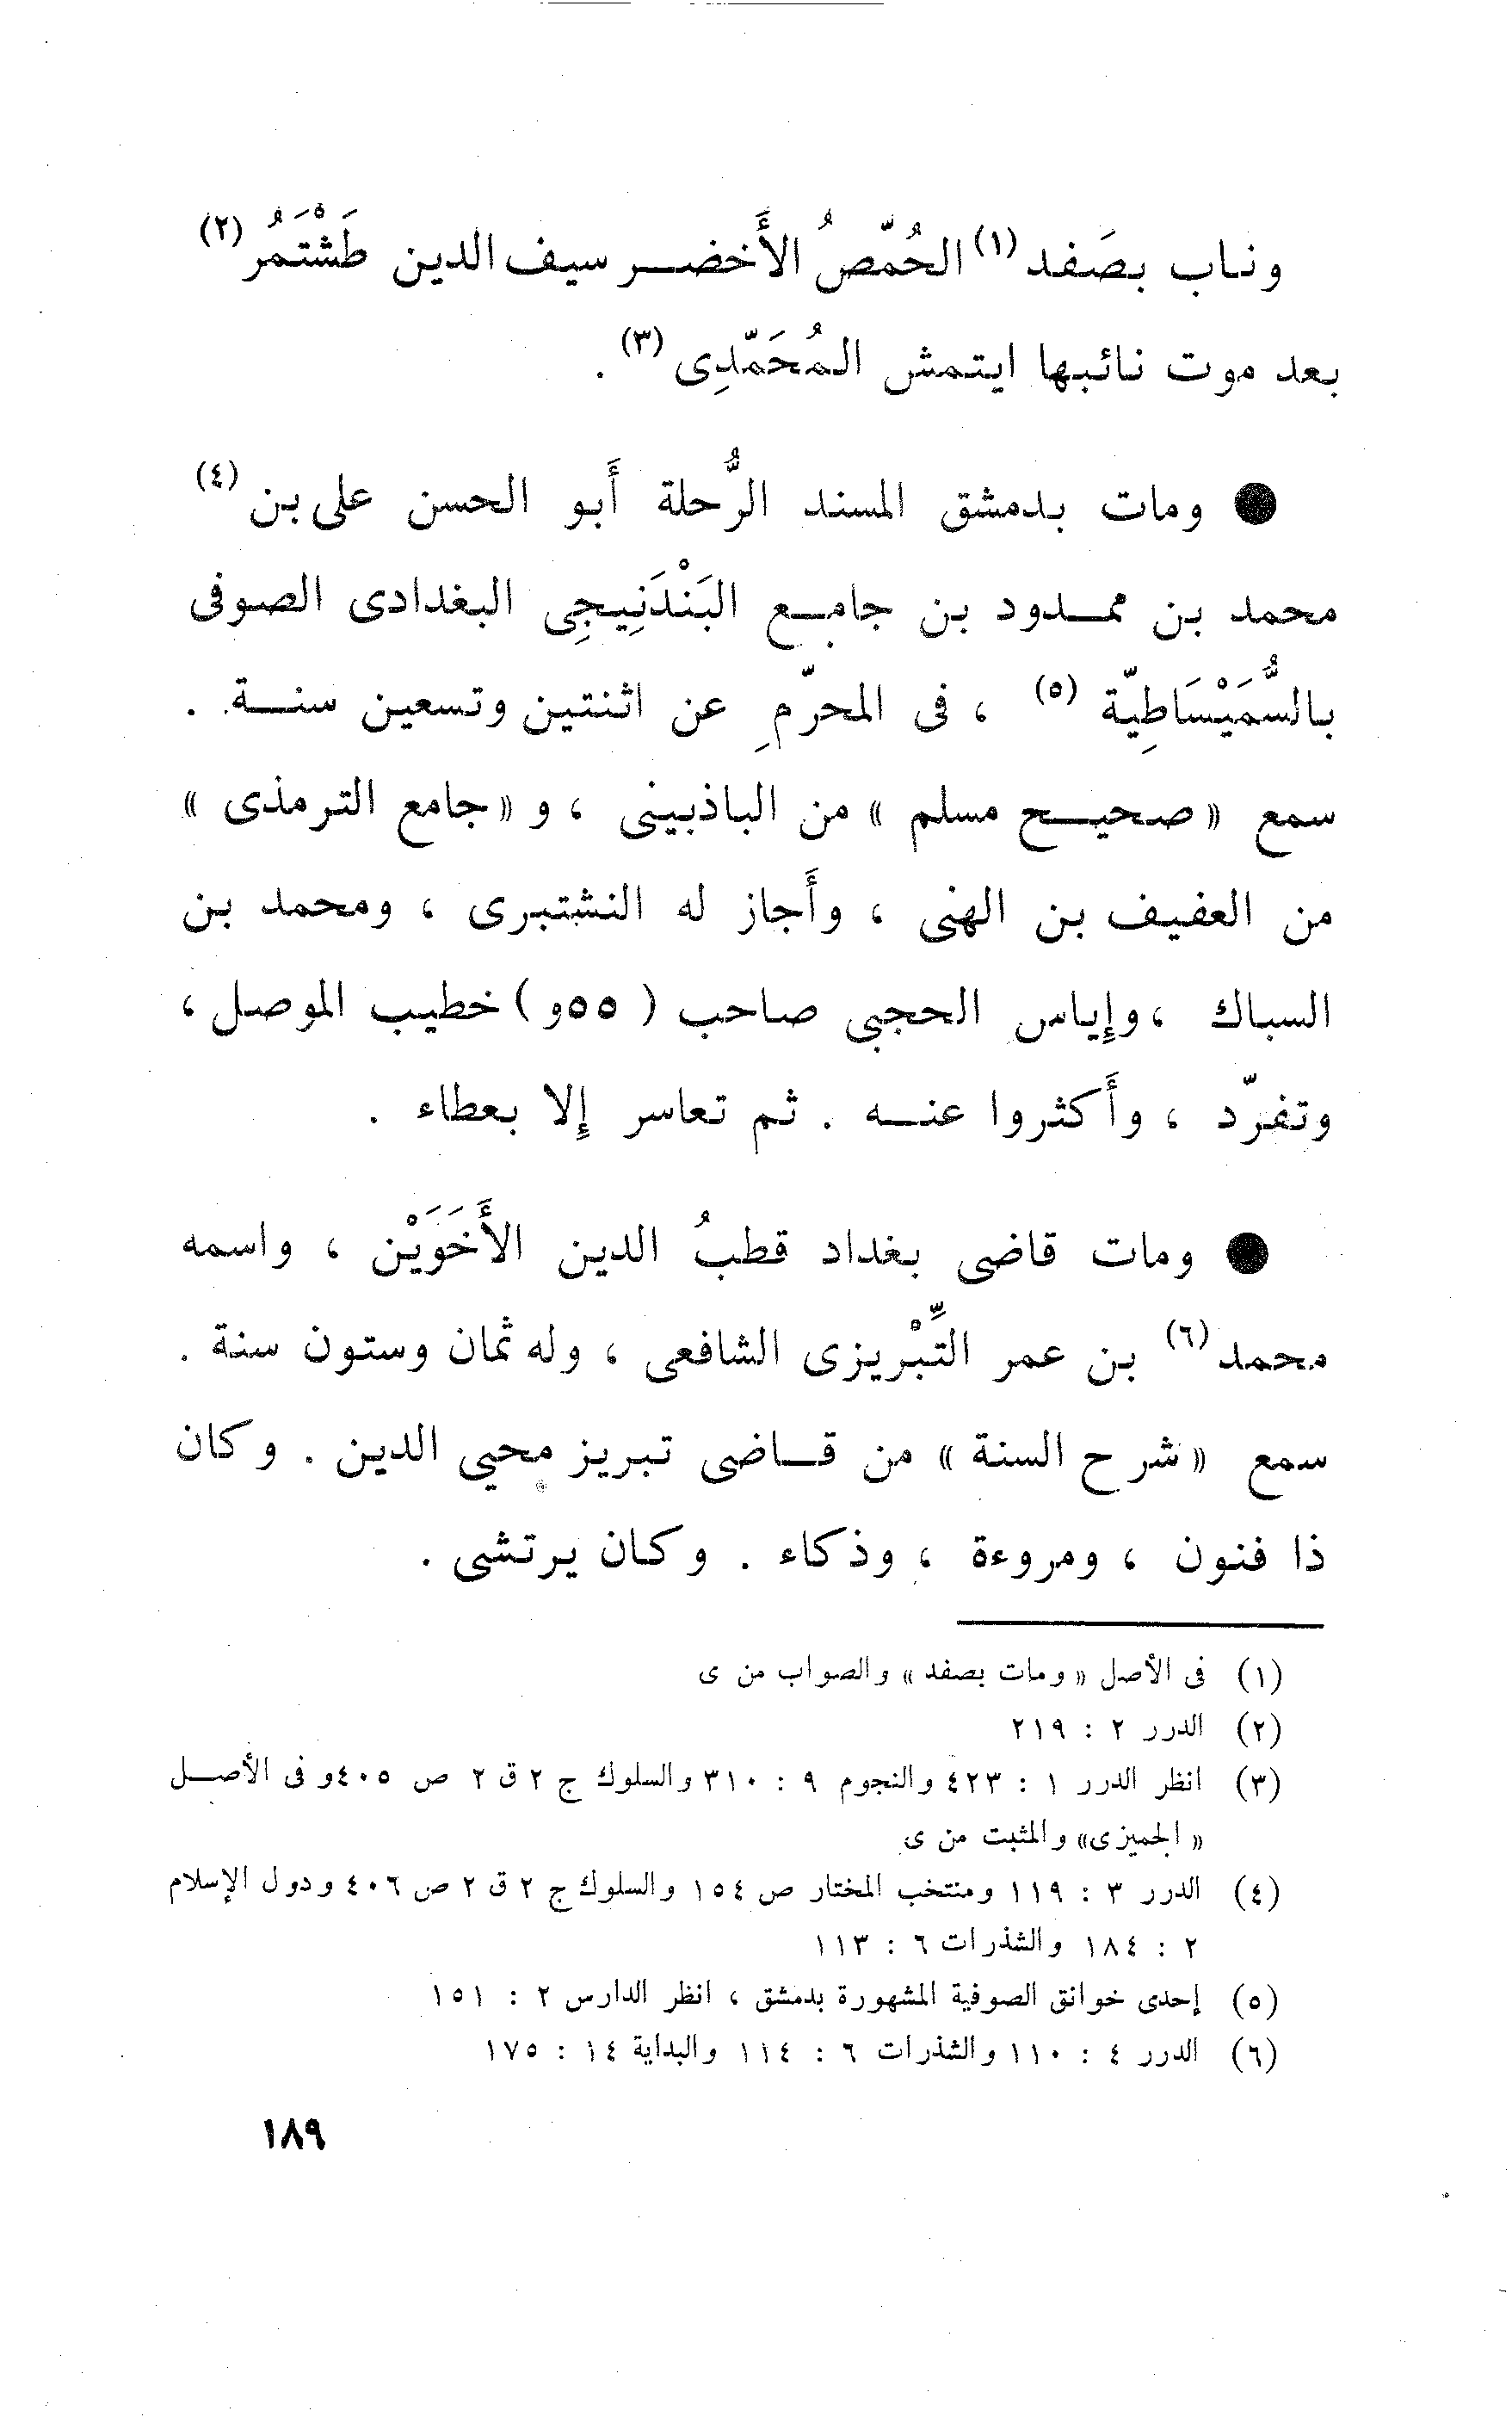 وناب بصَفد (١) الحُمّصُ الأَخضر سيف الدين طَشْتَمُر (٢)
بعد موت نائبها ايتمش المُحَمّدِى (٣) .
● ومات بدمشق المسند الرُّحلة أَبو الحسن على بن (٤)
محمد بن ممدود بن جامع البَنْدَنِيجِى البغدادى الصوفى
بالسُّمَيْسَاطِيّة (٥) ، فى المحرّمِ عن اثنتين وتسعين سنة .
سمع « صحيح مسلم » من الباذبينى ، و « جامع الترمذى »
من العفيف بن الهنى ، وأَجاز له النشتبرى ، ومحمد بن
السباك ، وإِياس الحجبى صاحب ( ٥٥و ) خطيب الموصل ،
وتفرّد ، وأَكثروا عنه . ثم تعاسر إِلا بعطاء .
● ومات قاضى بغداد قطبُ الدين الأَخَوَيْن ، واسمه
محمد (٦) بن عمر التِّبْريزى الشافعى ، وله ثمان وستون سنة .
سمع « شرح السنة » من قاضى تبريز محيى الدين . وكان
ذا فنون ، ومروءة ، وذكاء . وكان يرتشى .
(١) فى الأصل « ومات بصفد » والصواب من ى
(٢) الدرر ٢ : ٢١٩
(٣) انظر الدرر ١ : ٤٢٣ والنجوم ٩ : ٣١٠ والسلوك ج ٢ ق ٢ ص ٤٠٥ و فى الأصل
« الجميزى » والمثبت من ى
(٤) الدرر ٣ : ١١٩ ومنتخب المختار ص ١٥٤ والسلوك ج ٢ ق ٢ ص ٤٠٦ ودول الإسلام
٢ : ١٨٤ والشذرات ٦ : ١١٣
(٥) إحدى خوانق الصوفية المشهورة بدمشق ، انظر الدارس ٢ : ١٥١
(٦) الدرر ٤ : ١١٠ والشذرات ٦ : ١١٤ والبداية ١٤ : ١٧٥
١٨٩